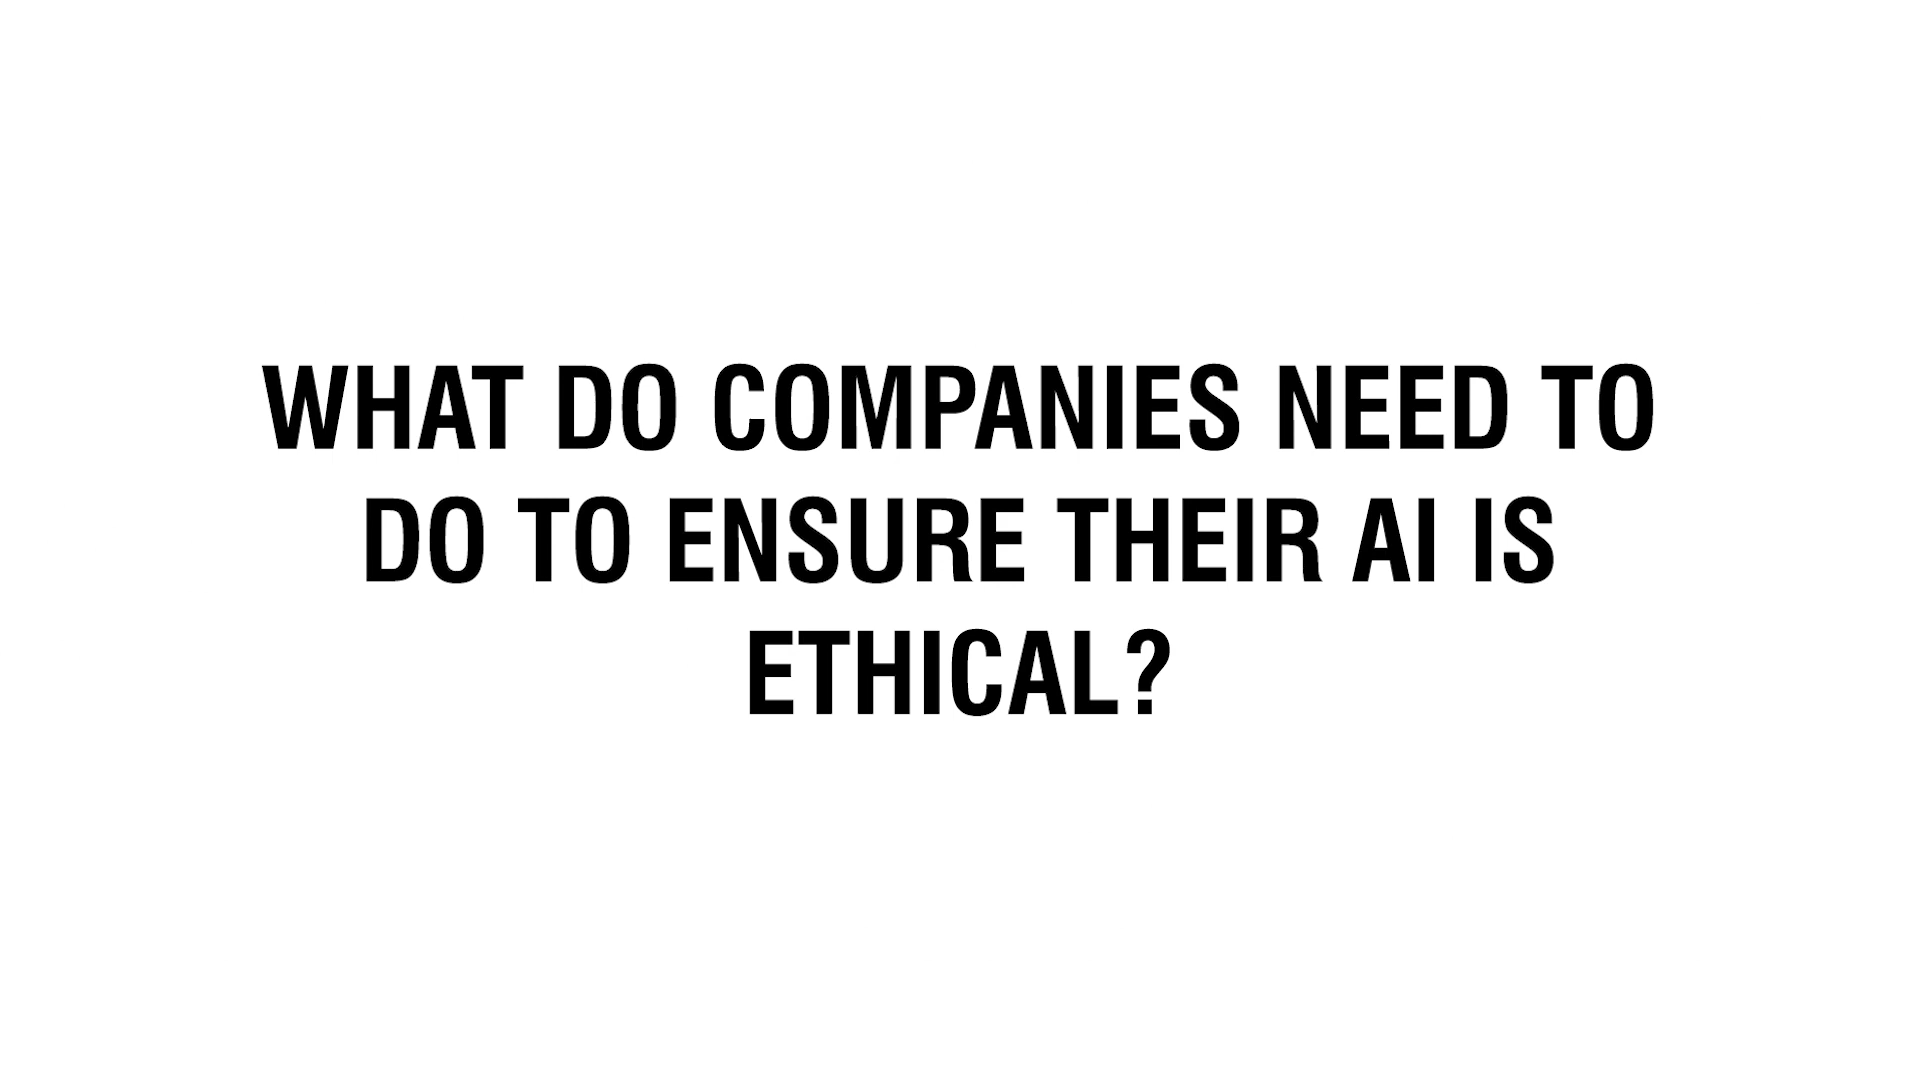 WHAT DO COMPANIES NEED TO
DO TO ENSURE THEIR AI IS
ETHICAL?